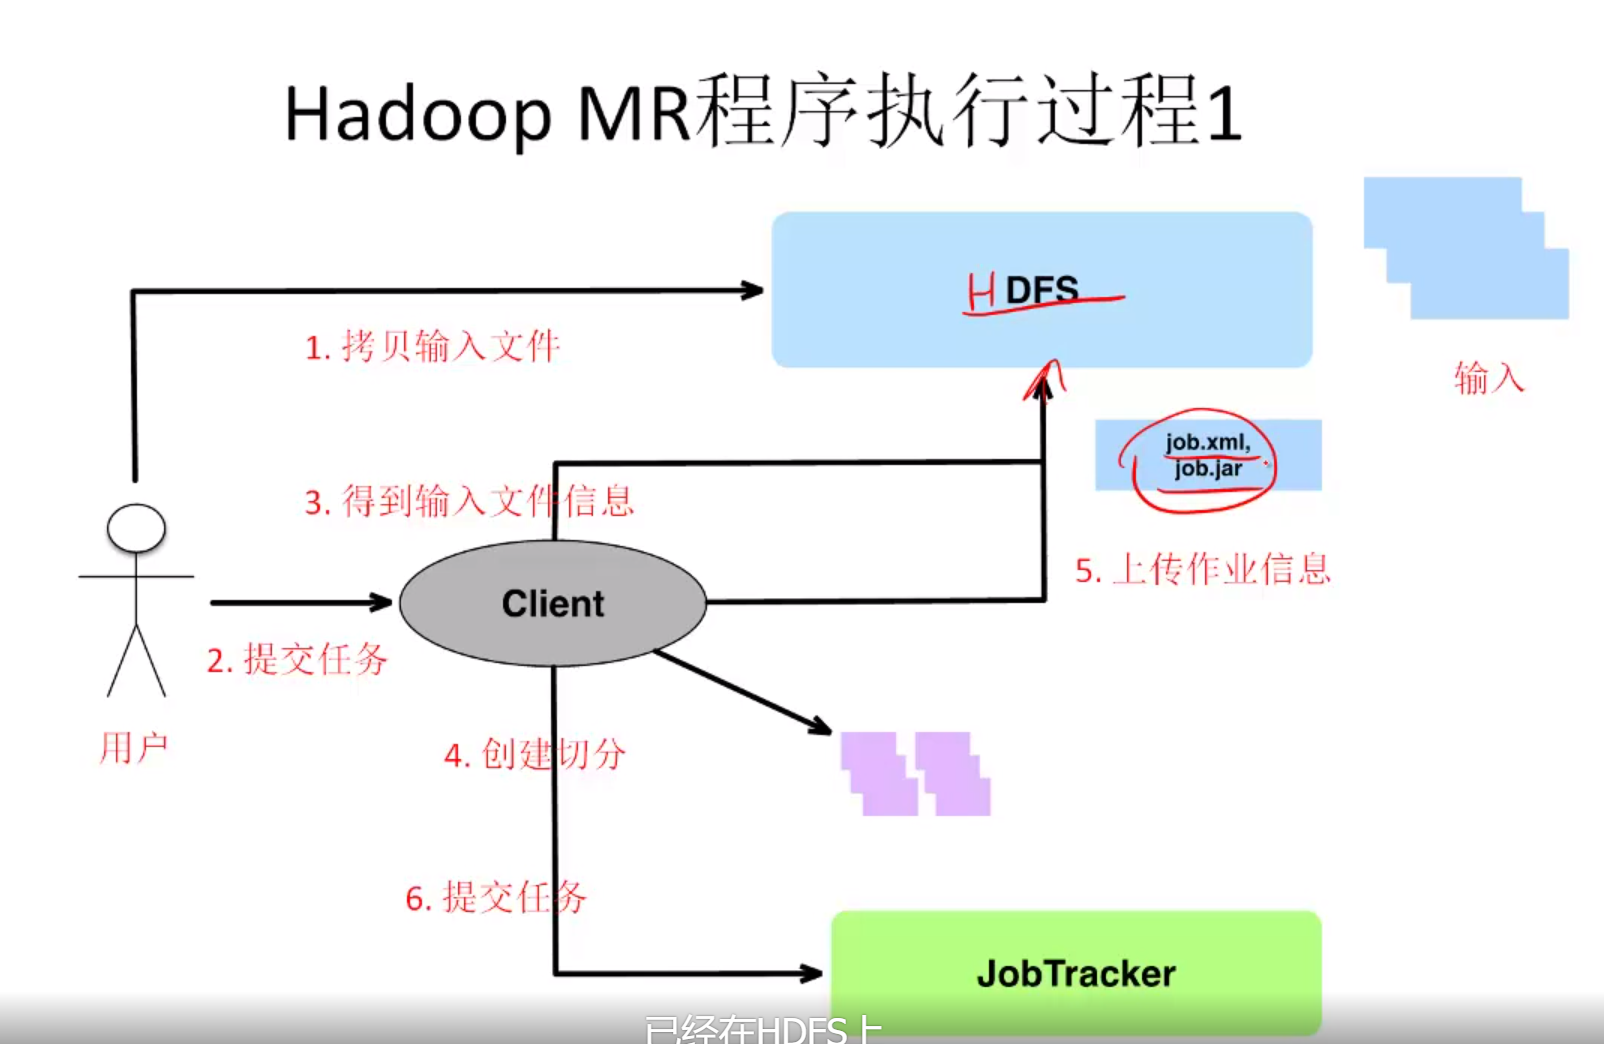 Hadoop MR程序执行过程1
H DFS
1. 拷贝输入文件
输入
job.xml,
job.jar
3. 得到输入文件信息
5. 上传作业信息
Client
2. 提交任务
用户
4. 创建切分
6. 提交任务
JobTracker
已经在HDFS上